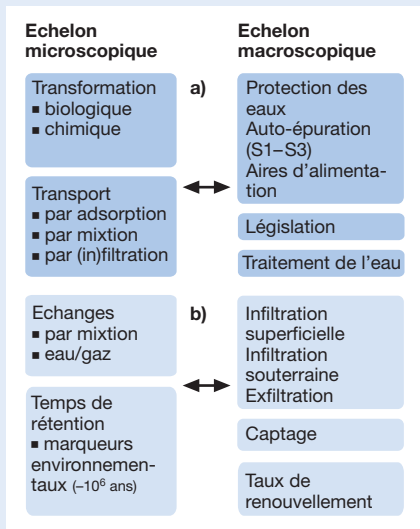 Echelon
microscopique
Echelon
macroscopique
a)
Transformation
▪ biologique
▪ chimique
Transport
▪ par adsorption
▪ par mixtion
▪ par (in)filtration
Protection des
eaux
Auto-épuration
(S1–S3)
Aires d’alimenta-
tion
Législation
Traitement de l’eau
b)
Echanges
▪ par mixtion
▪ eau/gaz
Temps de
rétention
▪ marqueurs
environnemen-
taux (–10⁶ ans)
Infiltration
superficielle
Infiltration
souterraine
Exfiltration
Captage
Taux de
renouvellement